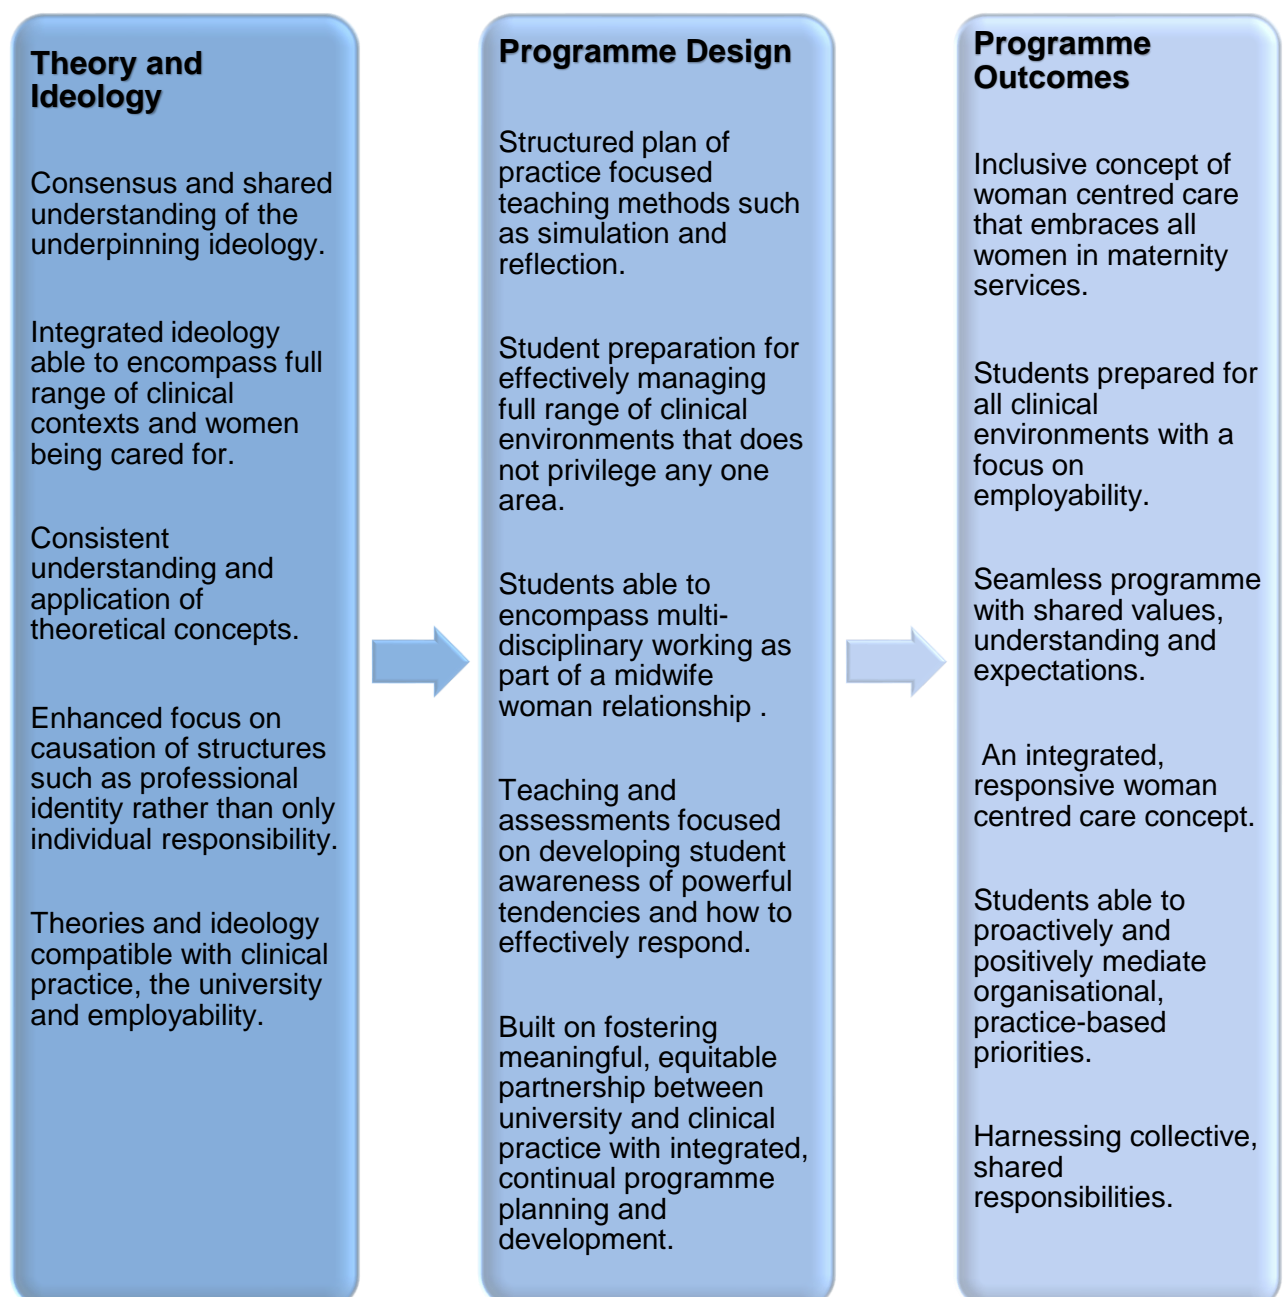 Theory and
Ideology
Consensus and shared
understanding of the
underpinning ideology.
Integrated ideology
able to encompass full
range of clinical
contexts and women
being cared for.
Consistent
understanding and
application of
theoretical concepts.
Enhanced focus on
causation of structures
such as professional
identity rather than only
individual responsibility.
Theories and ideology
compatible with clinical
practice, the university
and employability.
Programme Design
Structured plan of
practice focused
teaching methods such
as simulation and
reflection.
Student preparation for
effectively managing
full range of clinical
environments that does
not privilege any one
area.
Students able to
encompass multi-
disciplinary working as
part of a midwife
woman relationship .
Teaching and
assessments focused
on developing student
awareness of powerful
tendencies and how to
effectively respond.
Built on fostering
meaningful, equitable
partnership between
university and clinical
practice with integrated,
continual programme
planning and
development.
Programme
Outcomes
Inclusive concept of
woman centred care
that embraces all
women in maternity
services.
Students prepared for
all clinical
environments with a
focus on
employability.
Seamless programme
with shared values,
understanding and
expectations.
An integrated,
responsive woman
centred care concept.
Students able to
proactively and
positively mediate
organisational,
practice-based
priorities.
Harnessing collective,
shared
responsibilities.